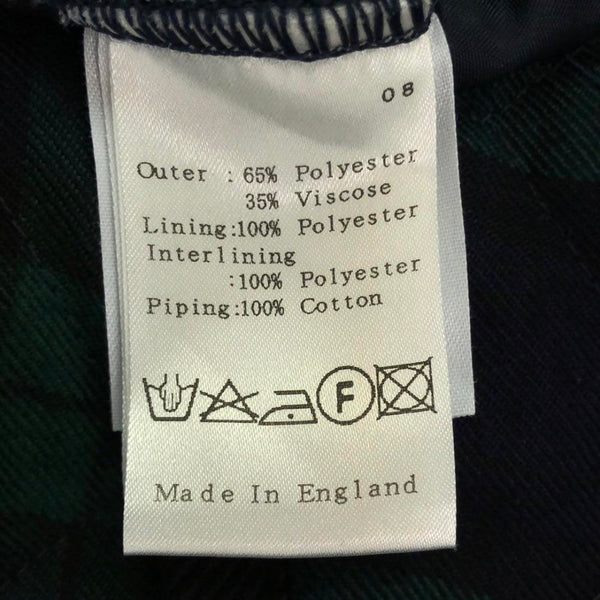 08
Outer : 65% Polyester
35% Viscose
Lining:100% Polyester
Interlining
:100% Polyester
Piping:100% Cotton
F
Made In England